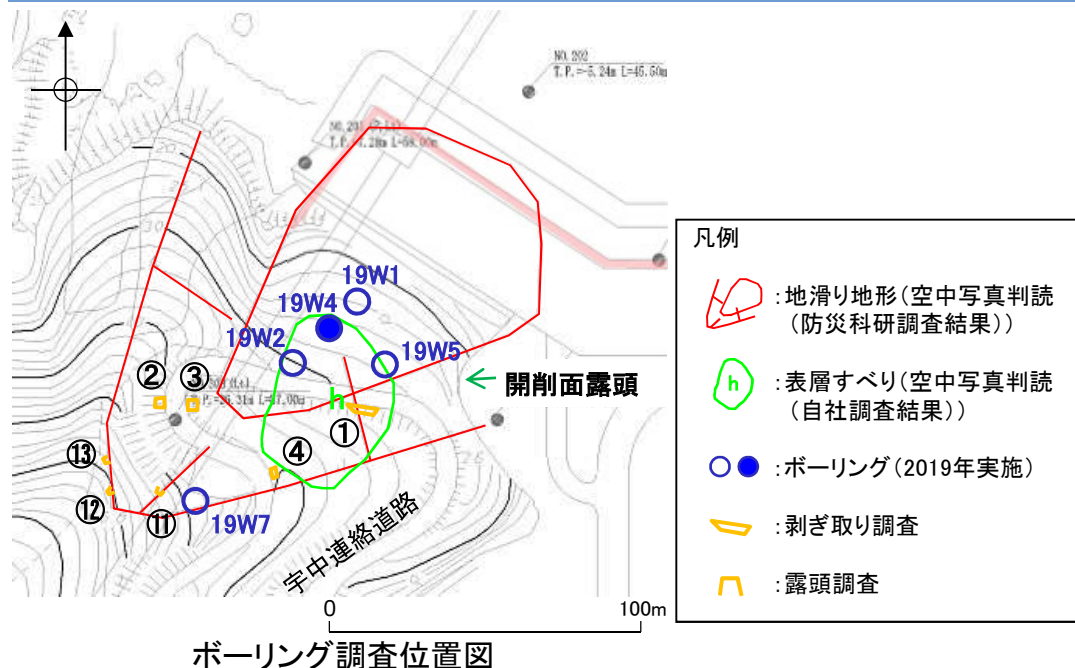 NO.202
T.P.=-5.24m L=45.50m
19W1
19W4
19W2
19W5
開削面露頭
②
③
h
①
④
⑬
⑫
⑪
19W7
宇中連絡道路
0
100m
ボーリング調査位置図
凡例
:地滑り地形(空中写真判読
(防災科研調査結果))
h
:表層すべり(空中写真判読
(自社調査結果))
:ボーリング(2019年実施)
:剥ぎ取り調査
:露頭調査